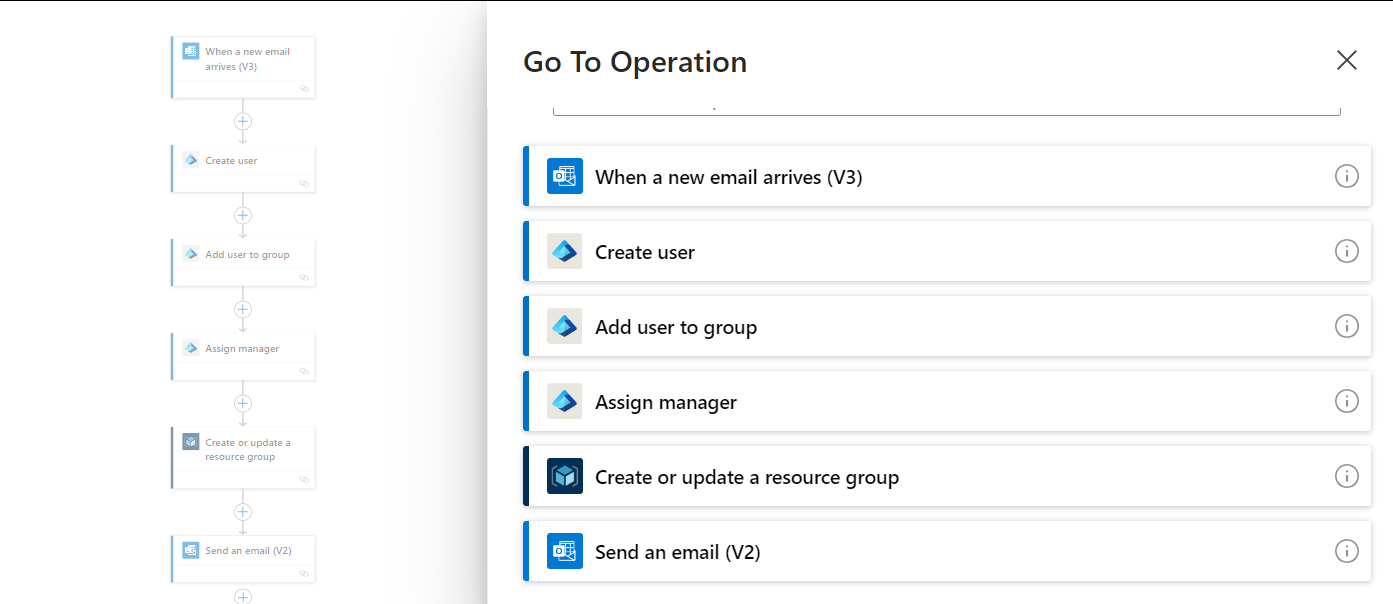 When a new email
arrives (V3)
Create user
Add user to group
Assign manager
Create or update a
resource group
Send an email (V2)
Go To Operation
When a new email arrives (V3)
Create user
Add user to group
Assign manager
Create or update a resource group
Send an email (V2)